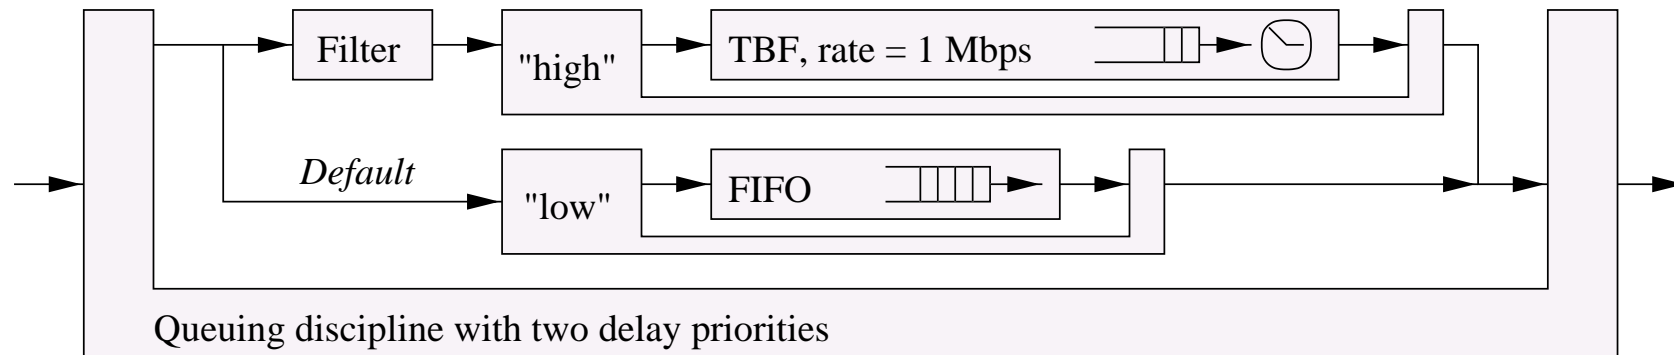 Filter
"high"
TBF, rate = 1 Mbps
Default
"low"
FIFO
Queuing discipline with two delay priorities